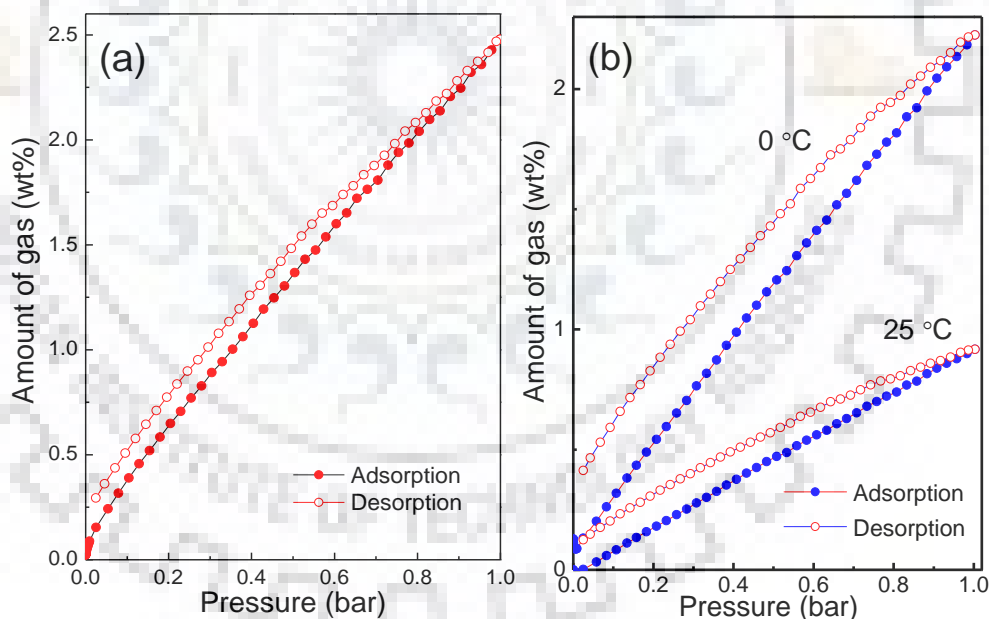 (a)
2.5
2.0
1.5
1.0
0.5
0.0
Amount of gas (wt%)
Adsorption
Desorption
0.0 0.2 0.4 0.6 0.8 1.0
Pressure (bar)
(b)
2
1
0
Amount of gas (wt%)
0 °C
25 °C
Adsorption
Desorption
0.0 0.2 0.4 0.6 0.8 1.0
Pressure (bar)